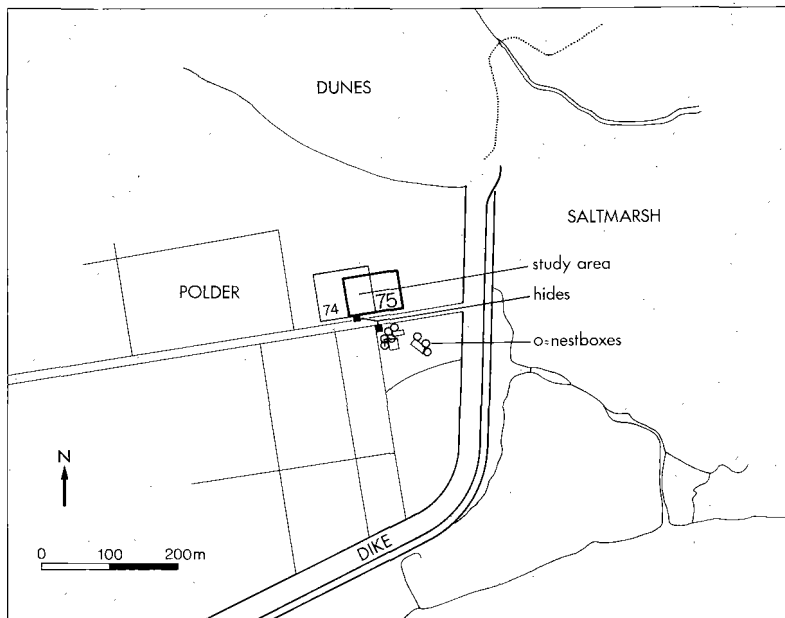 DUNES
SALTMARSH
study area
POLDER
hides
74
75
o=nestboxes
N
DIKE
0 100 200m